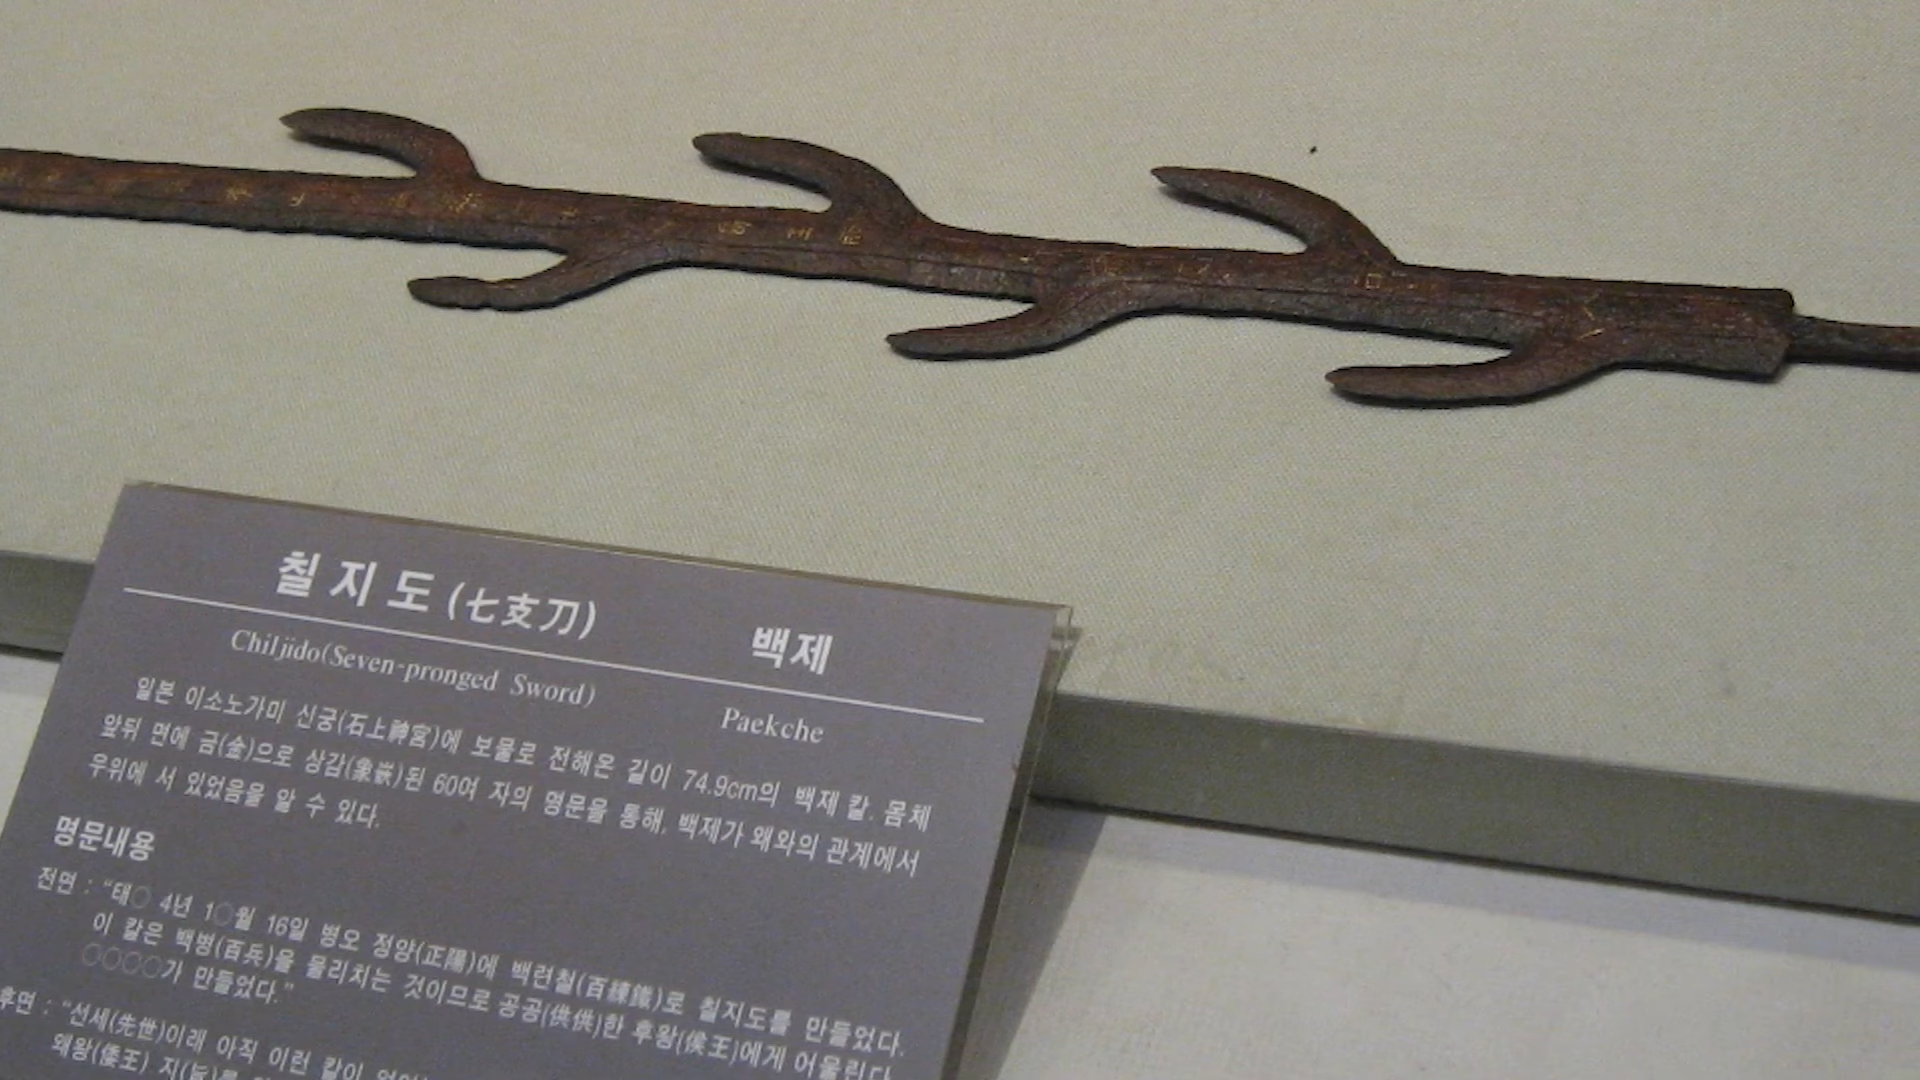 칠지도(七支刀) 백제
Chiljido(Seven-pronged Sword) Paekche
일본 이소노가미 신궁(石上神宮)에 보물로 전해온 길이 74.9cm의 백제 칼. 몸체
앞뒤 면에 금(金)으로 상감(象嵌)된 60여 자의 명문을 통해, 백제가 왜와의 관계에서
우위에 서 있었음을 알 수 있다.
명문내용
전면 : “태○ 4년 1○월 16일 병오 정양(正陽)에 백련철(百練鐵)로 칠지도를 만들었다.
이 칼은 백병(百兵)을 물리치는 것이므로 공공(供供)한 후왕(侯王)에게 어울린다.
○○○○가 만들었다.”
후면 : “선세(先世)이래 아직 이런 칼이
왜왕(倭王) 지(旨)를